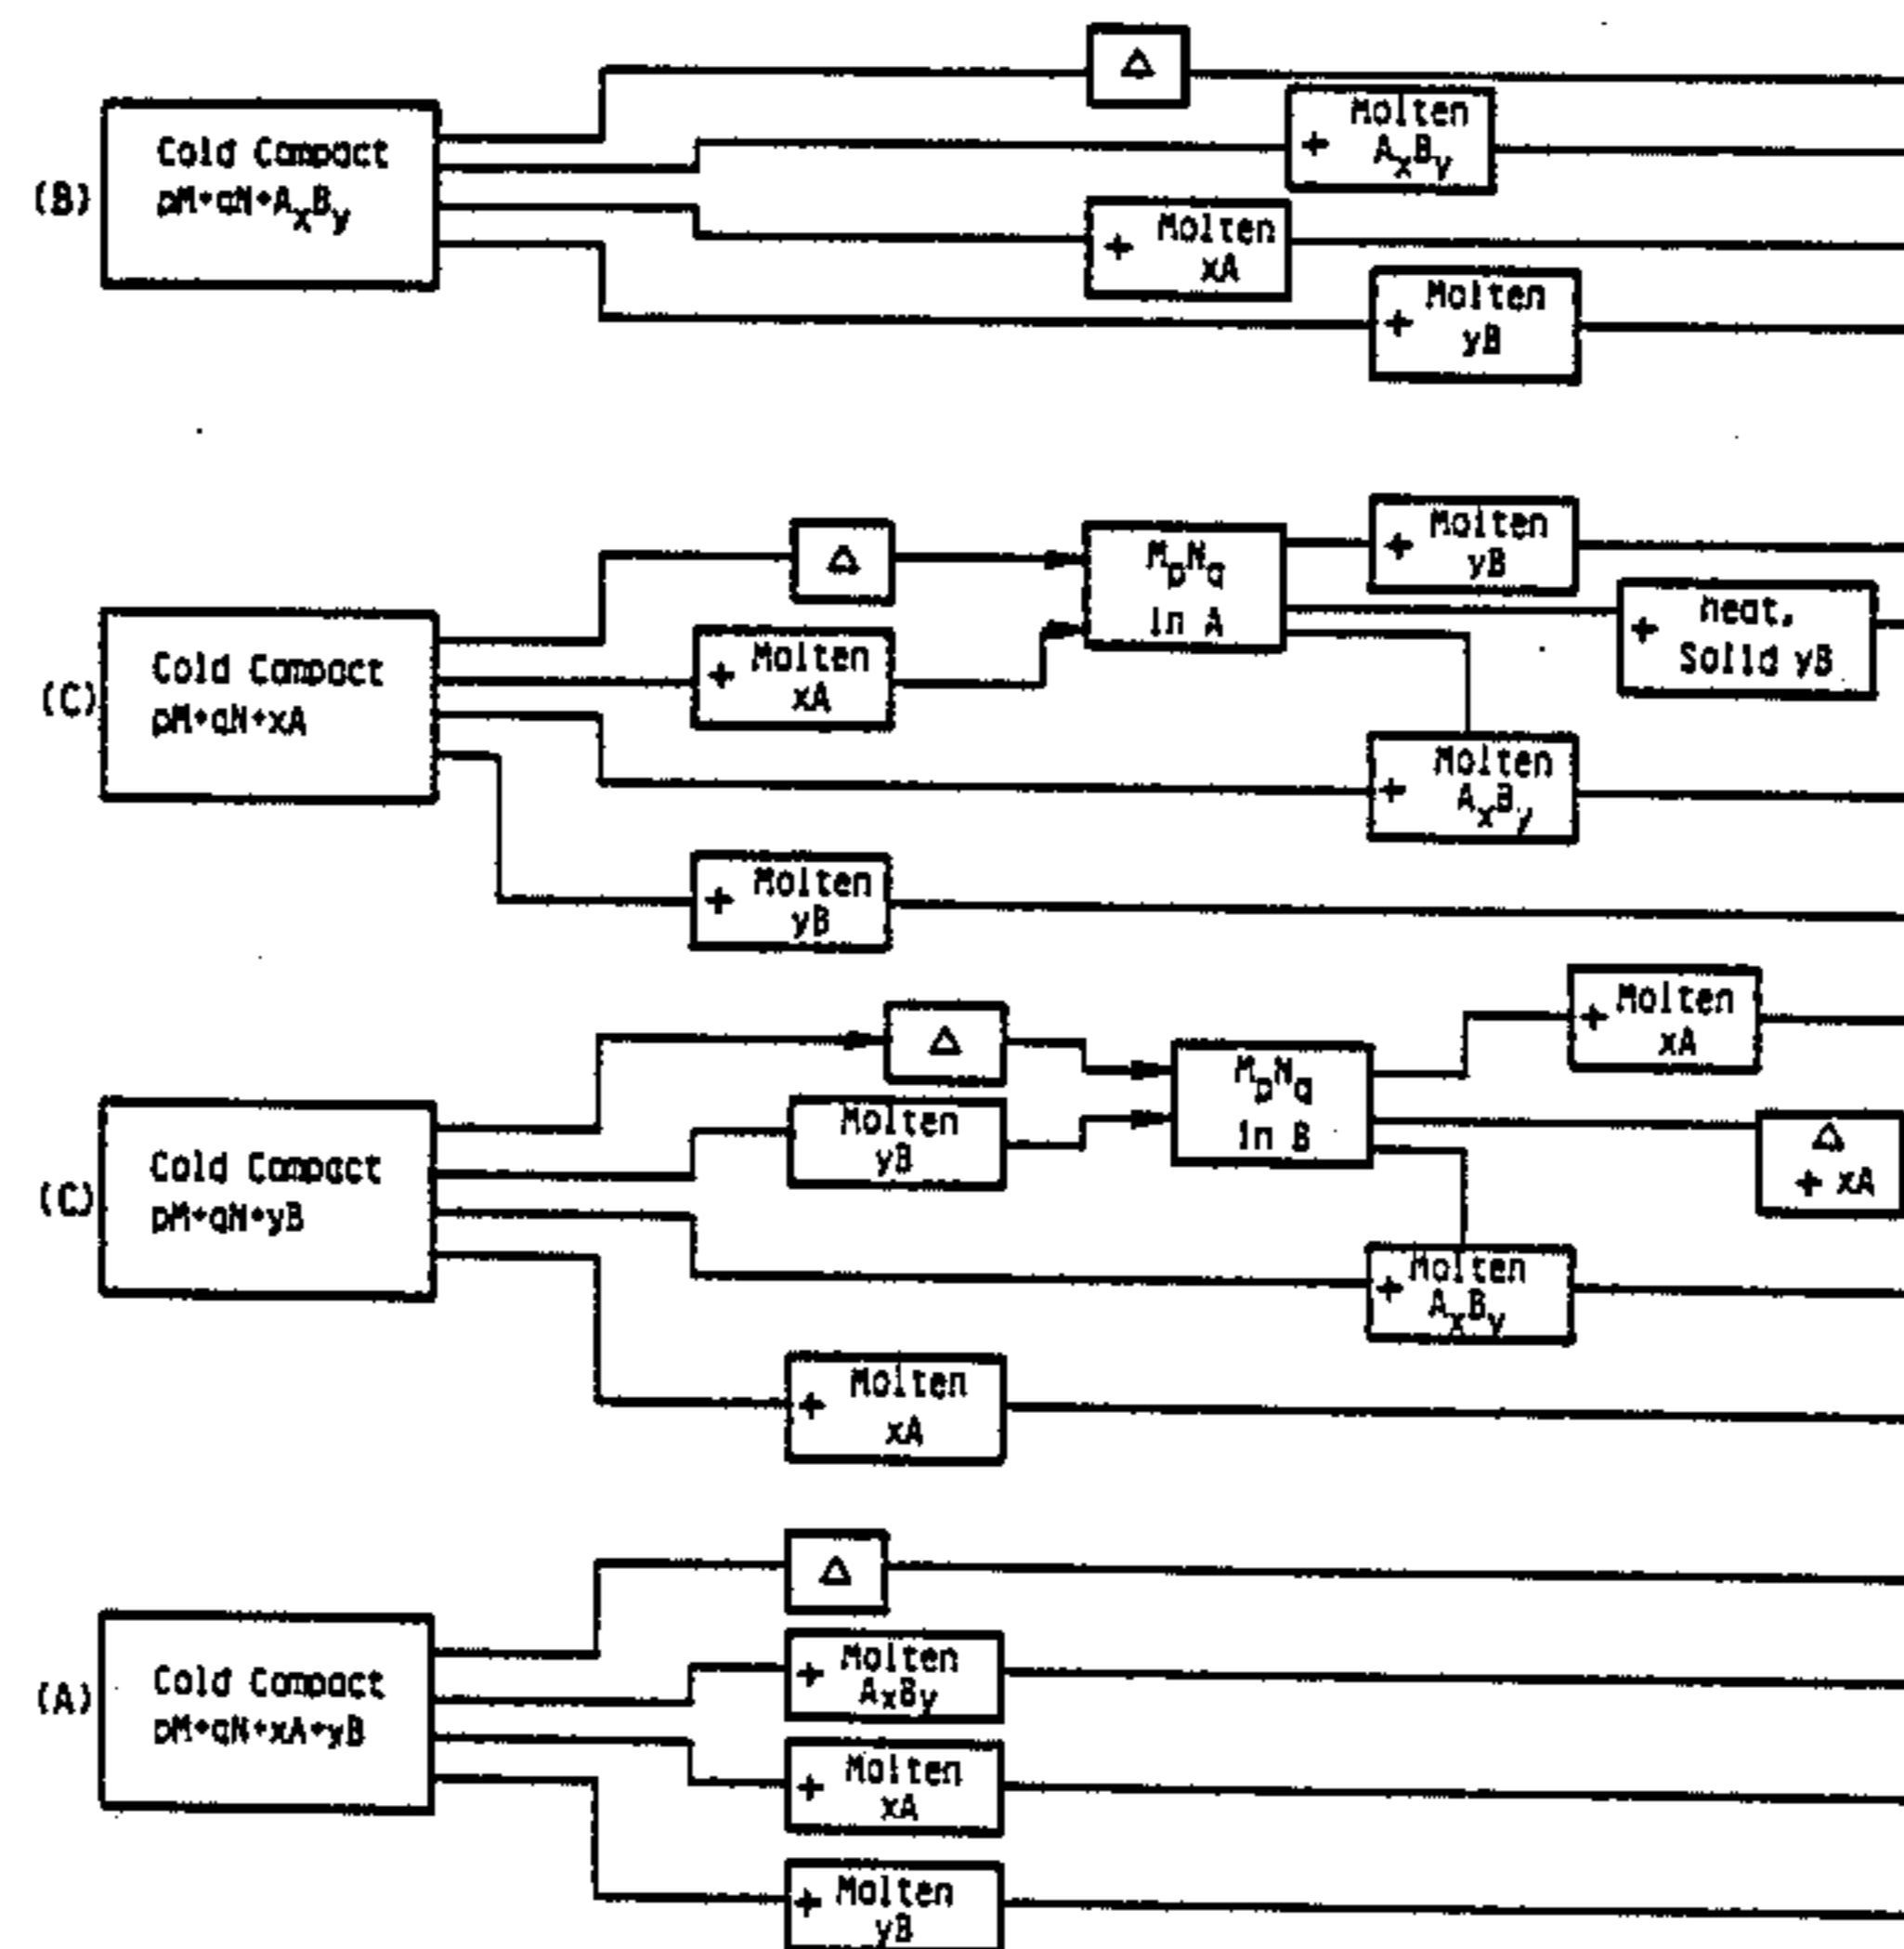 Δ
(B)
Cold Compact
pM+qN+AxBy
+ Molten
AxBy
+ Molten
xA
+ Molten
yB
(C)
Cold Compact
pM+qN+xA
Δ
+ Molten
xA
MpNq
in A
+ Molten
yB
+ heat,
Solid yB
+ Molten
AxBy
+ Molten
yB
(C)
Cold Compact
pM+qN+yB
Δ
Molten
yB
MpNq
in B
+ Molten
xA
Δ
+ xA
+ Molten
AxBy
+ Molten
xA
(A)
Cold Compact
pM+qN+xA+yB
Δ
+ Molten
AxBy
+ Molten
xA
+ Molten
yB